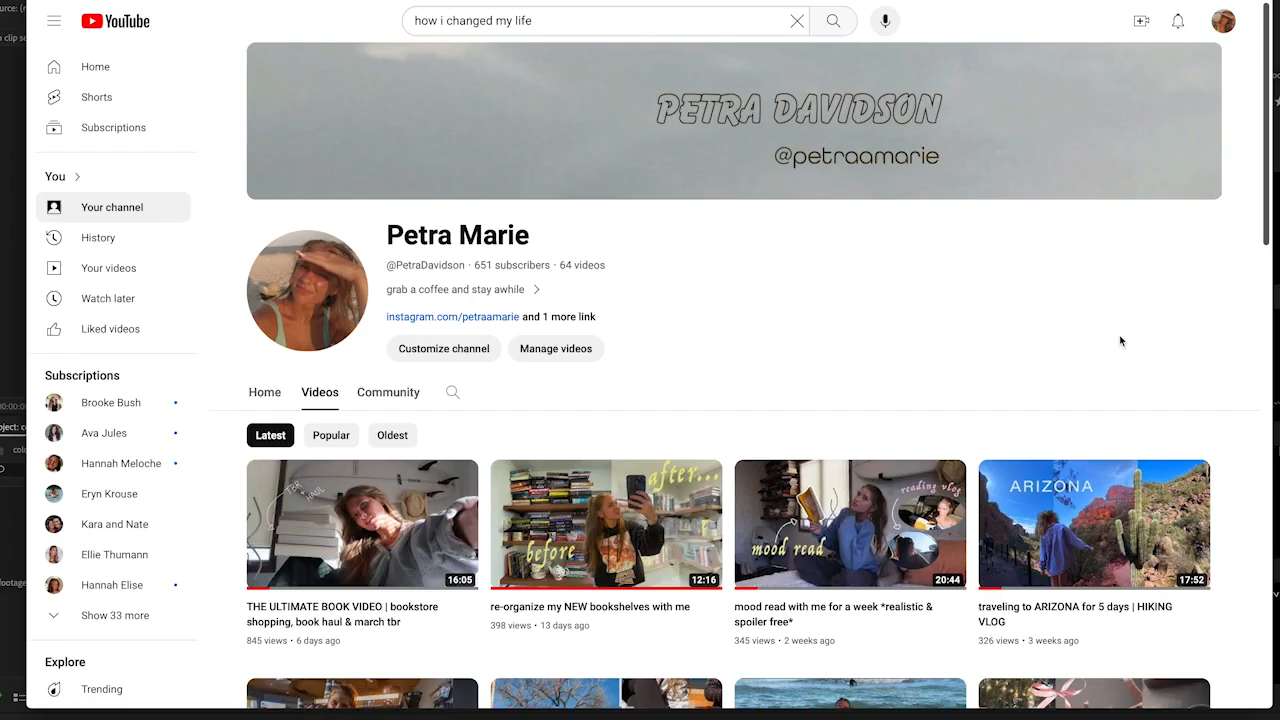 YouTube
how i changed my life
Home
Shorts
Subscriptions
You
Your channel
History
Your videos
Watch later
Liked videos
Subscriptions
Brooke Bush
Ava Jules
Hannah Meloche
Eryn Krouse
Kara and Nate
Ellie Thumann
Hannah Elise
Show 33 more
Explore
Trending
PETRA DAVIDSON
@petraamarie
Petra Marie
@PetraDavidson · 651 subscribers · 64 videos
grab a coffee and stay awhile
instagram.com/petraamarie and 1 more link
Customize channel Manage videos
Home Videos Community
Latest Popular Oldest
TBR
HAUL
16:05
THE ULTIMATE BOOK VIDEO | bookstore
shopping, book haul & march tbr
845 views • 6 days ago
after...
before
12:16
re-organize my NEW bookshelves with me
398 views • 13 days ago
reading vlog
mood read
20:44
mood read with me for a week *realistic &
spoiler free*
345 views • 2 weeks ago
ARIZONA
17:52
traveling to ARIZONA for 5 days | HIKING
VLOG
326 views • 3 weeks ago